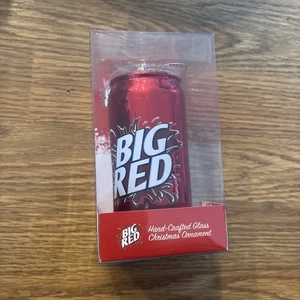 BIG
RED
BIG
RED
Hand-Crafted Glass
Christmas Ornament